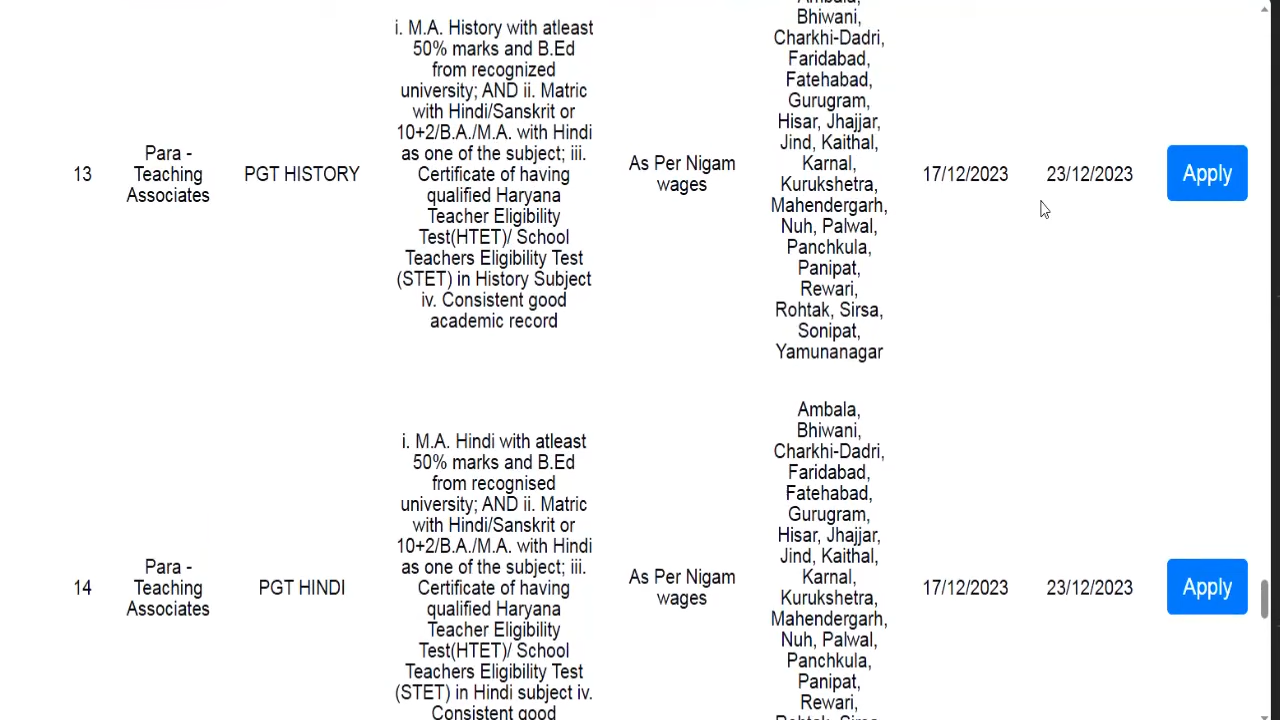 13
Para -
Teaching
Associates
PGT HISTORY
i. M.A. History with atleast
50% marks and B.Ed
from recognized
university; AND ii. Matric
with Hindi/Sanskrit or
10+2/B.A./M.A. with Hindi
as one of the subject; iii.
Certificate of having
qualified Haryana
Teacher Eligibility
Test(HTET)/ School
Teachers Eligibility Test
(STET) in History Subject
iv. Consistent good
academic record
As Per Nigam
wages
Ambala,
Bhiwani,
Charkhi-Dadri,
Faridabad,
Fatehabad,
Gurugram,
Hisar, Jhajjar,
Jind, Kaithal,
Karnal,
Kurukshetra,
Mahendergarh,
Nuh, Palwal,
Panchkula,
Panipat,
Rewari,
Rohtak, Sirsa,
Sonipat,
Yamunanagar
17/12/2023
23/12/2023
Apply
14
Para -
Teaching
Associates
PGT HINDI
i. M.A. Hindi with atleast
50% marks and B.Ed
from recognised
university; AND ii. Matric
with Hindi/Sanskrit or
10+2/B.A./M.A. with Hindi
as one of the subject; iii.
Certificate of having
qualified Haryana
Teacher Eligibility
Test(HTET)/ School
Teachers Eligibility Test
(STET) in Hindi subject iv.
Consistent good
As Per Nigam
wages
Ambala,
Bhiwani,
Charkhi-Dadri,
Faridabad,
Fatehabad,
Gurugram,
Hisar, Jhajjar,
Jind, Kaithal,
Karnal,
Kurukshetra,
Mahendergarh,
Nuh, Palwal,
Panchkula,
Panipat,
Rewari,
Rohtak, Sirsa,
17/12/2023
23/12/2023
Apply